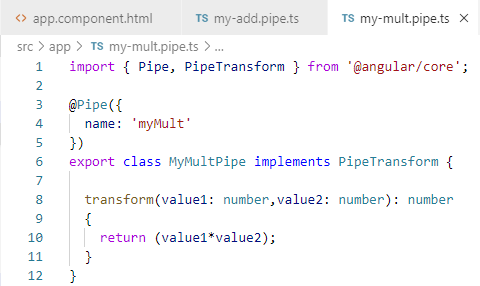 app.component.html my-add.pipe.ts TS my-mult.pipe.ts ×
src > app > TS my-mult.pipe.ts > ...
1 import { Pipe, PipeTransform } from '@angular/core';
2
3 @Pipe({
4   name: 'myMult'
5 })
6 export class MyMultPipe implements PipeTransform {
7
8   transform(value1: number,value2: number): number
9   {
10     return (value1*value2);
11   }
12 }